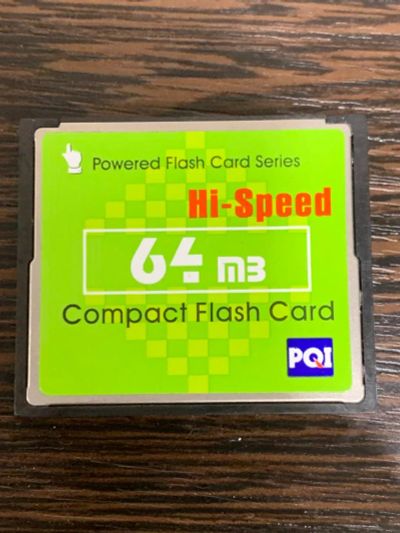 Powered Flash Card Series
Hi-Speed
64 MB
Compact Flash Card
PQI